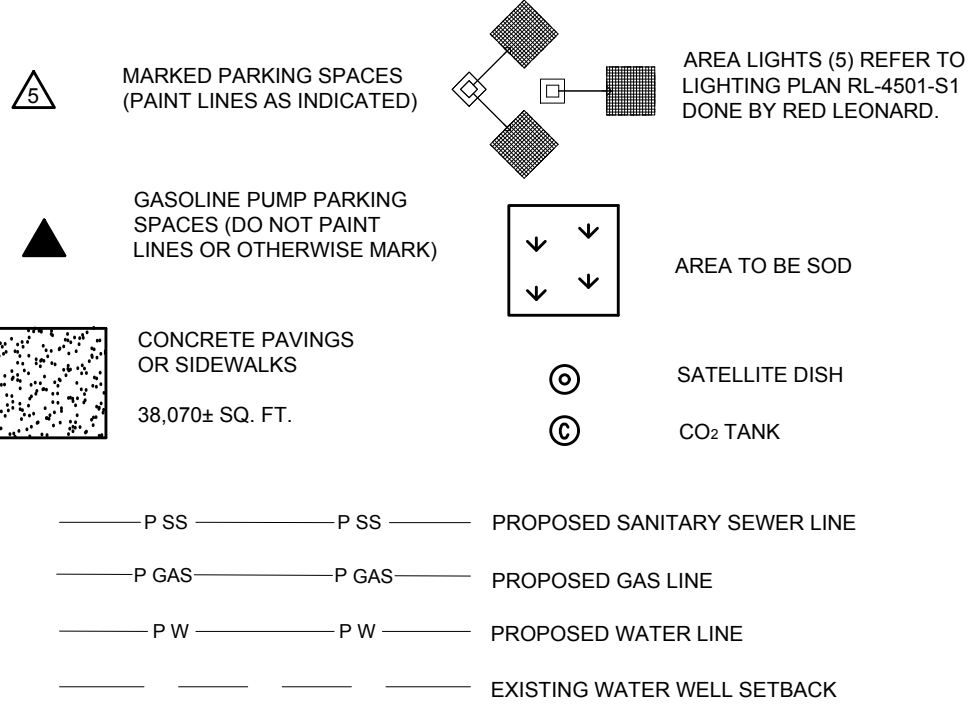 5
MARKED PARKING SPACES
(PAINT LINES AS INDICATED)
AREA LIGHTS (5) REFER TO
LIGHTING PLAN RL-4501-S1
DONE BY RED LEONARD.
GASOLINE PUMP PARKING
SPACES (DO NOT PAINT
LINES OR OTHERWISE MARK)
AREA TO BE SOD
CONCRETE PAVINGS
OR SIDEWALKS
38,070± SQ. FT.
SATELLITE DISH
C
CO2 TANK
P SS P SS PROPOSED SANITARY SEWER LINE
P GAS P GAS PROPOSED GAS LINE
P W P W PROPOSED WATER LINE
EXISTING WATER WELL SETBACK